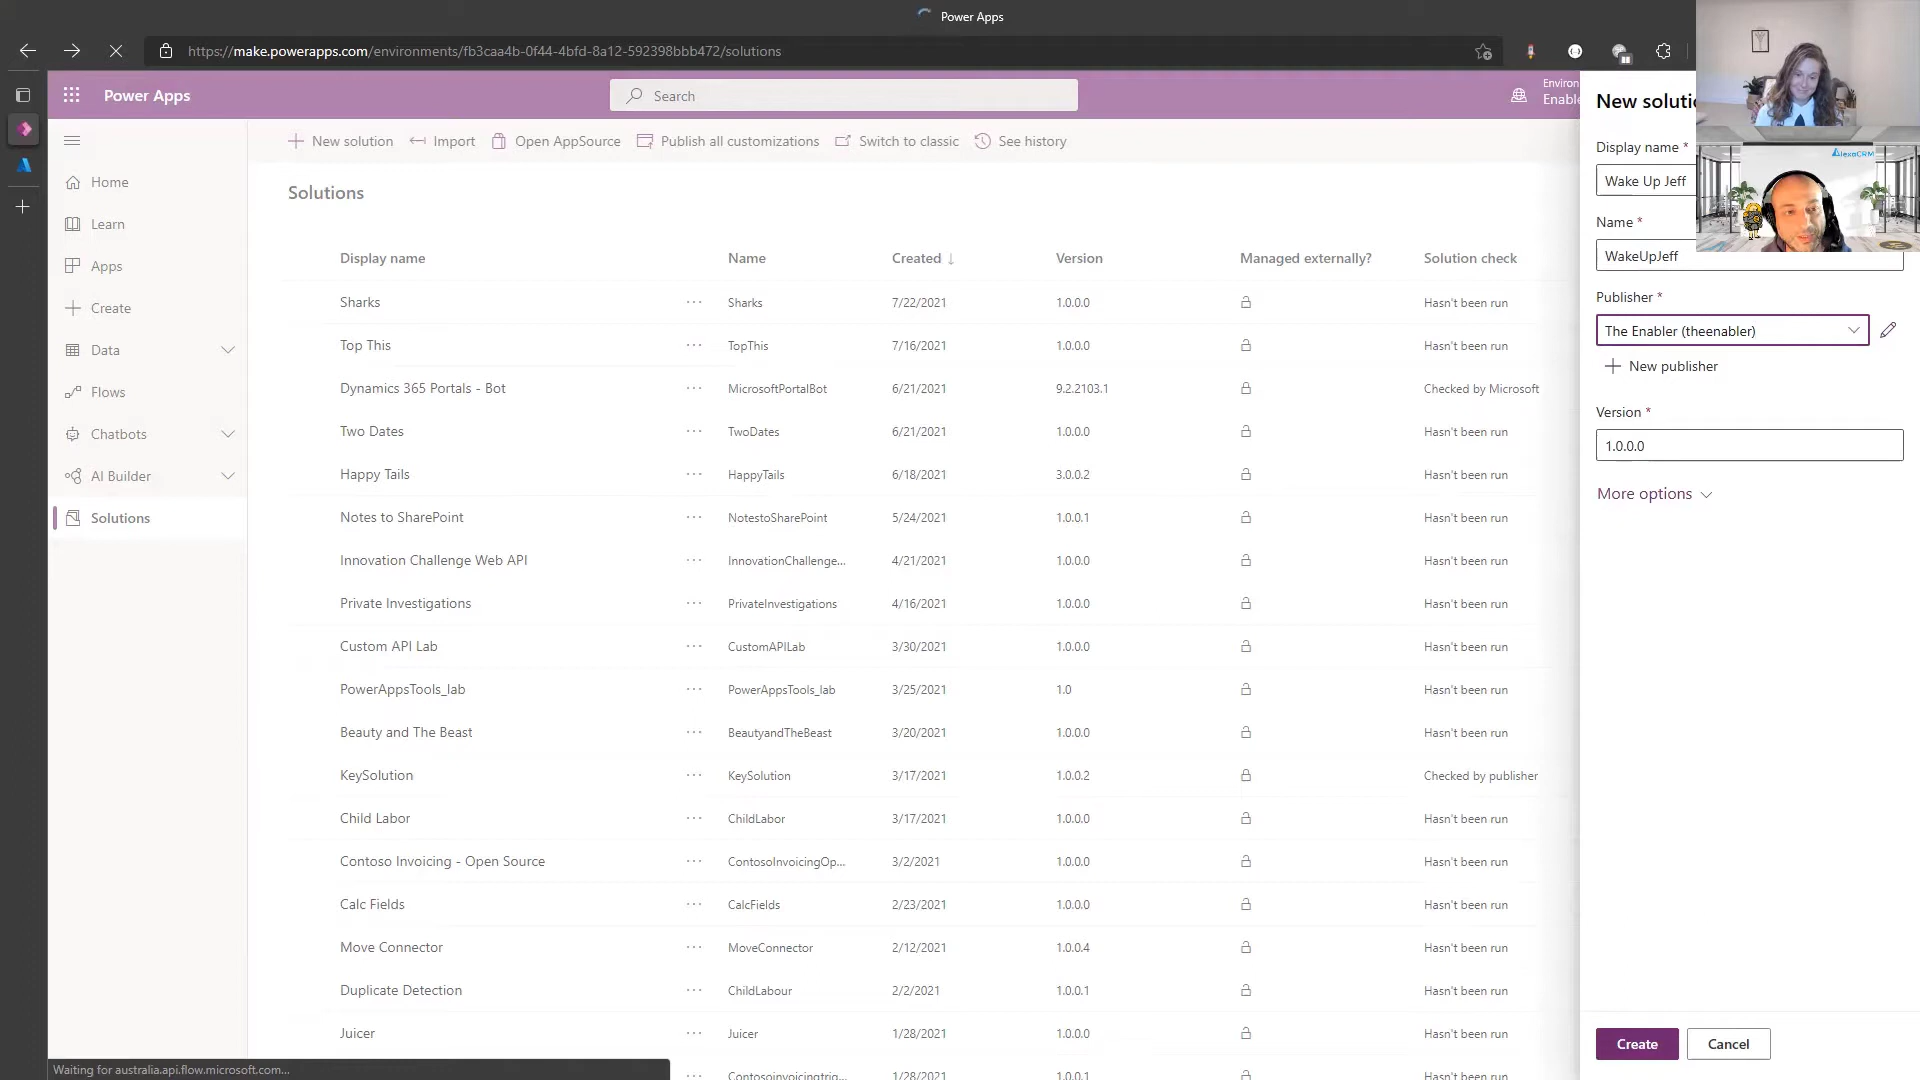 Power Apps
https://make.powerapps.com/environments/fb3caa4b-0f44-4bfd-8a12-592398bbb472/solutions
Power Apps
Search
Environ
Enable
Home
Learn
Apps
Create
Data
Flows
Chatbots
AI Builder
Solutions
New solution
Import
Open AppSource
Publish all customizations
Switch to classic
See history
Solutions
Display name Name Created Version Managed externally? Solution check
Sharks ··· Sharks 7/22/2021 1.0.0.0 Hasn't been run
Top This ··· TopThis 7/16/2021 1.0.0.0 Hasn't been run
Dynamics 365 Portals - Bot ··· MicrosoftPortalBot 6/21/2021 9.2.2103.1 Checked by Microsoft
Two Dates ··· TwoDates 6/21/2021 1.0.0.0 Hasn't been run
Happy Tails ··· HappyTails 6/18/2021 3.0.0.2 Hasn't been run
Notes to SharePoint ··· NotestoSharePoint 5/24/2021 1.0.0.1 Hasn't been run
Innovation Challenge Web API ··· InnovationChallenge... 4/21/2021 1.0.0.0 Hasn't been run
Private Investigations ··· PrivateInvestigations 4/16/2021 1.0.0.0 Hasn't been run
Custom API Lab ··· CustomAPILab 3/30/2021 1.0.0.0 Hasn't been run
PowerAppsTools_lab ··· PowerAppsTools_lab 3/25/2021 1.0 Hasn't been run
Beauty and The Beast ··· BeautyandTheBeast 3/20/2021 1.0.0.0 Hasn't been run
KeySolution ··· KeySolution 3/17/2021 1.0.0.2 Checked by publisher
Child Labor ··· ChildLabor 3/17/2021 1.0.0.0 Hasn't been run
Contoso Invoicing - Open Source ··· ContosoInvoicingOp... 3/2/2021 1.0.0.0 Hasn't been run
Calc Fields ··· CalcFields 2/23/2021 1.0.0.0 Hasn't been run
Move Connector ··· MoveConnector 2/12/2021 1.0.0.4 Hasn't been run
Duplicate Detection ··· ChildLabour 2/2/2021 1.0.0.1 Hasn't been run
Juicer ··· Juicer 1/28/2021 1.0.0.0 Hasn't been run
··· Contosoinvoicingtrig... 1/28/2021 1.0.0.1 Hasn't been run
Waiting for australia.api.flow.microsoft.com...
New soluti
Display name *
Wake Up Jeff
Name *
WakeUpJeff
Publisher *
The Enabler (theenabler)
New publisher
Version *
1.0.0.0
More options
Create
Cancel
AlexaCRM